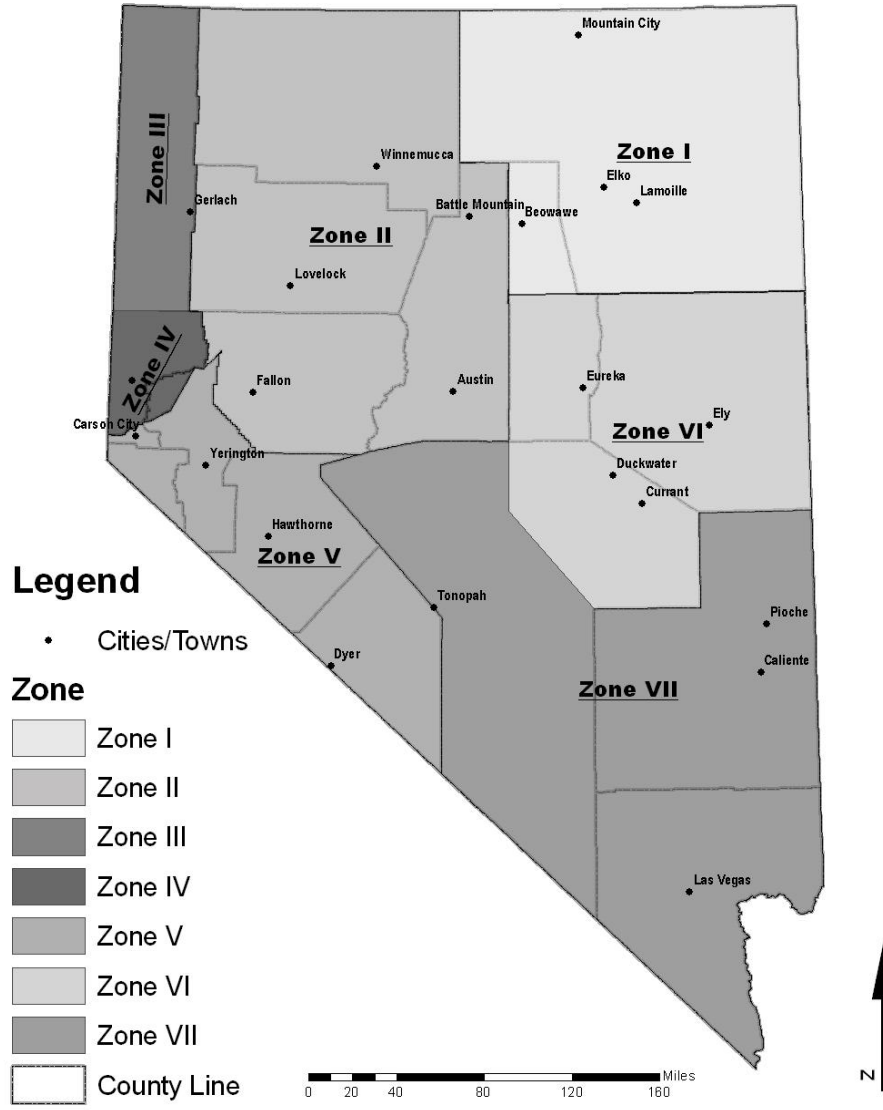 Mountain City
Zone III
Winnemucca
Zone I
Elko
Lamoille
Gerlach
Battle Mountain
Beowawe
Zone II
Lovelock
Zone IV
Fallon
Austin
Eureka
Ely
Carson City
Zone VI
Yerington
Duckwater
Currant
Hawthorne
Zone V
Legend
Cities/Towns
Tonopah
Pioche
Dyer
Caliente
Zone
Zone VII
Zone I
Zone II
Zone III
Zone IV
Las Vegas
Zone V
Zone VI
Zone VII
County Line
Miles
0 20 40 80 120 160
N